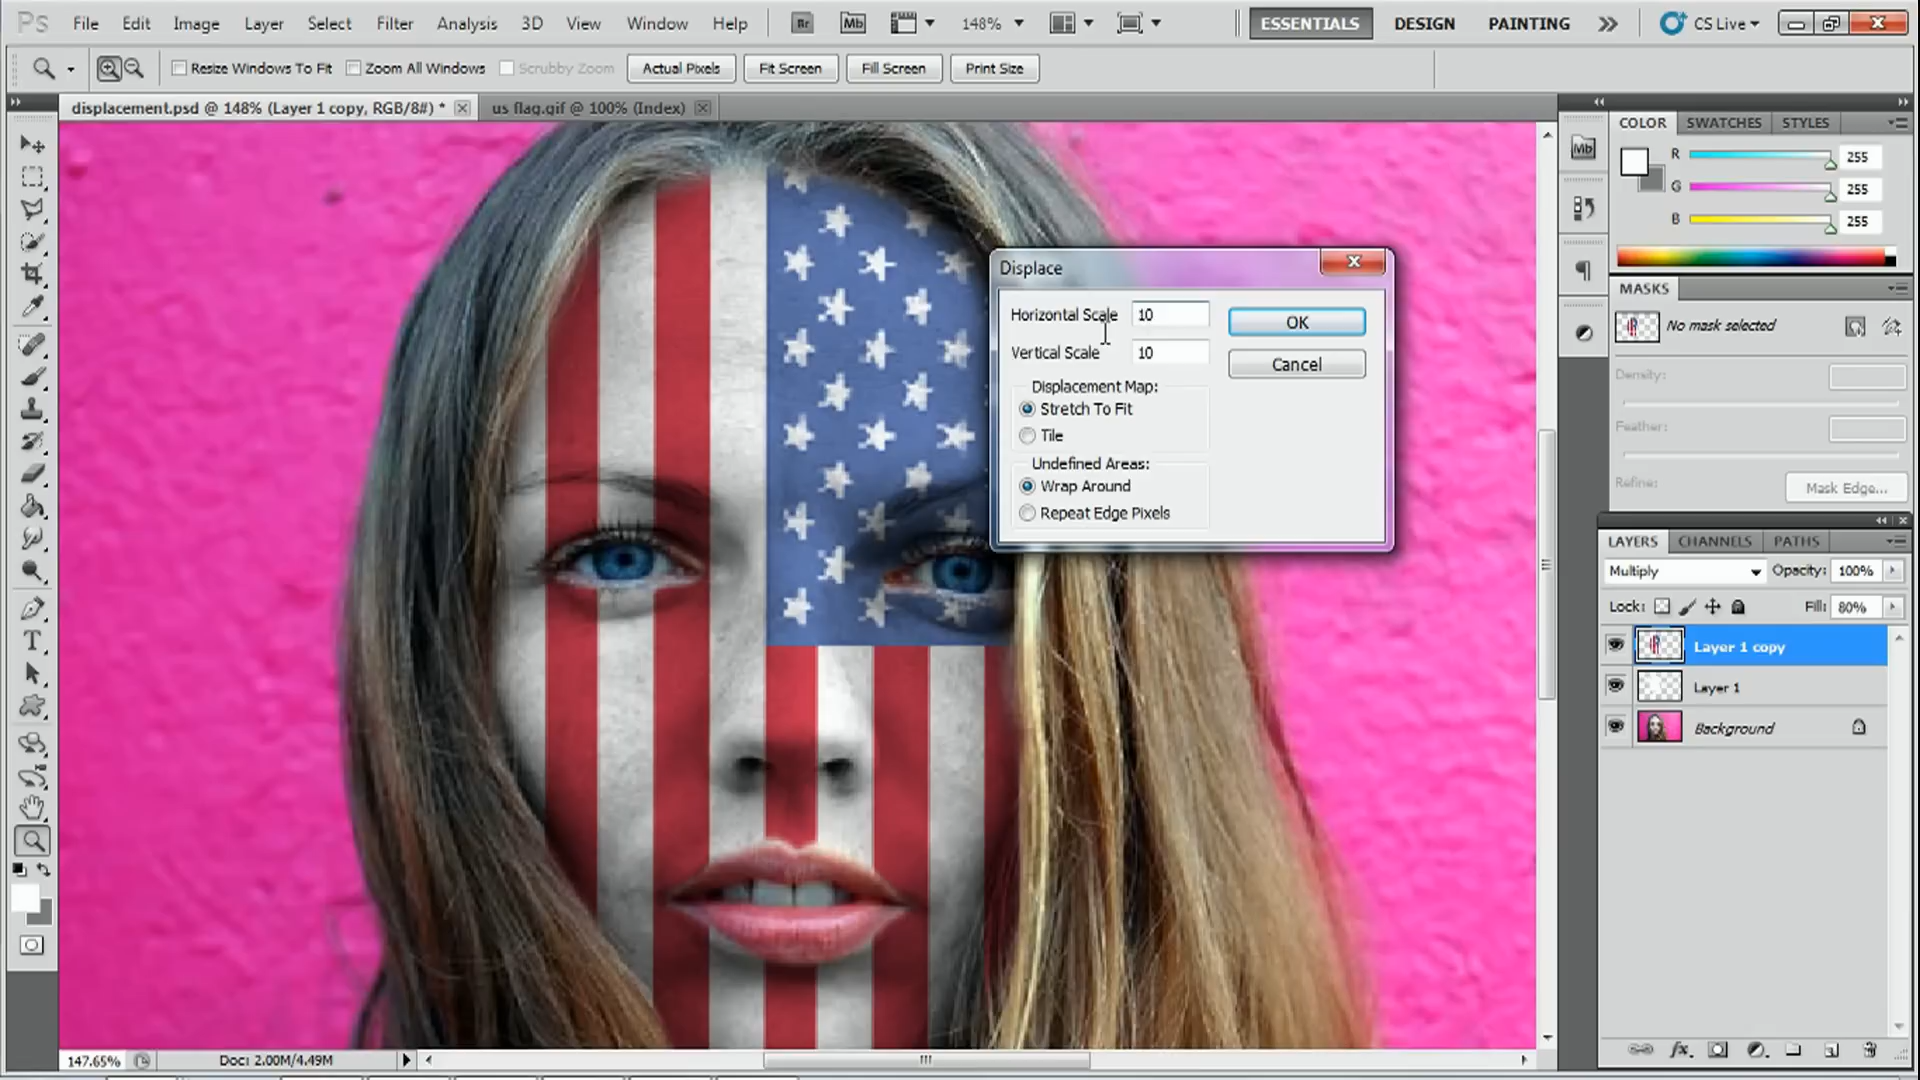 Ps File Edit Image Layer Select Filter Analysis 3D View Window Help Br Mb 148% ESSENTIALS DESIGN PAINTING CS Live
Resize Windows To Fit Zoom All Windows Scrubby Zoom Actual Pixels Fit Screen Fill Screen Print Size
displacement.psd @ 148% (Layer 1 copy, RGB/8#) * us flag.gif @ 100% (Index)
COLOR SWATCHES STYLES
Mb
R 255
G 255
B 255
MASKS
No mask selected
Density:
Feather:
Refine: Mask Edge...
Displace
Horizontal Scale 10 OK
Vertical Scale 10 Cancel
Displacement Map:
Stretch To Fit
Tile
Undefined Areas:
Wrap Around
Repeat Edge Pixels
LAYERS CHANNELS PATHS
Multiply Opacity: 100%
Lock: Fill: 80%
Layer 1 copy
Layer 1
Background
T
147.65% Doc: 2.00M/4.49M
fx